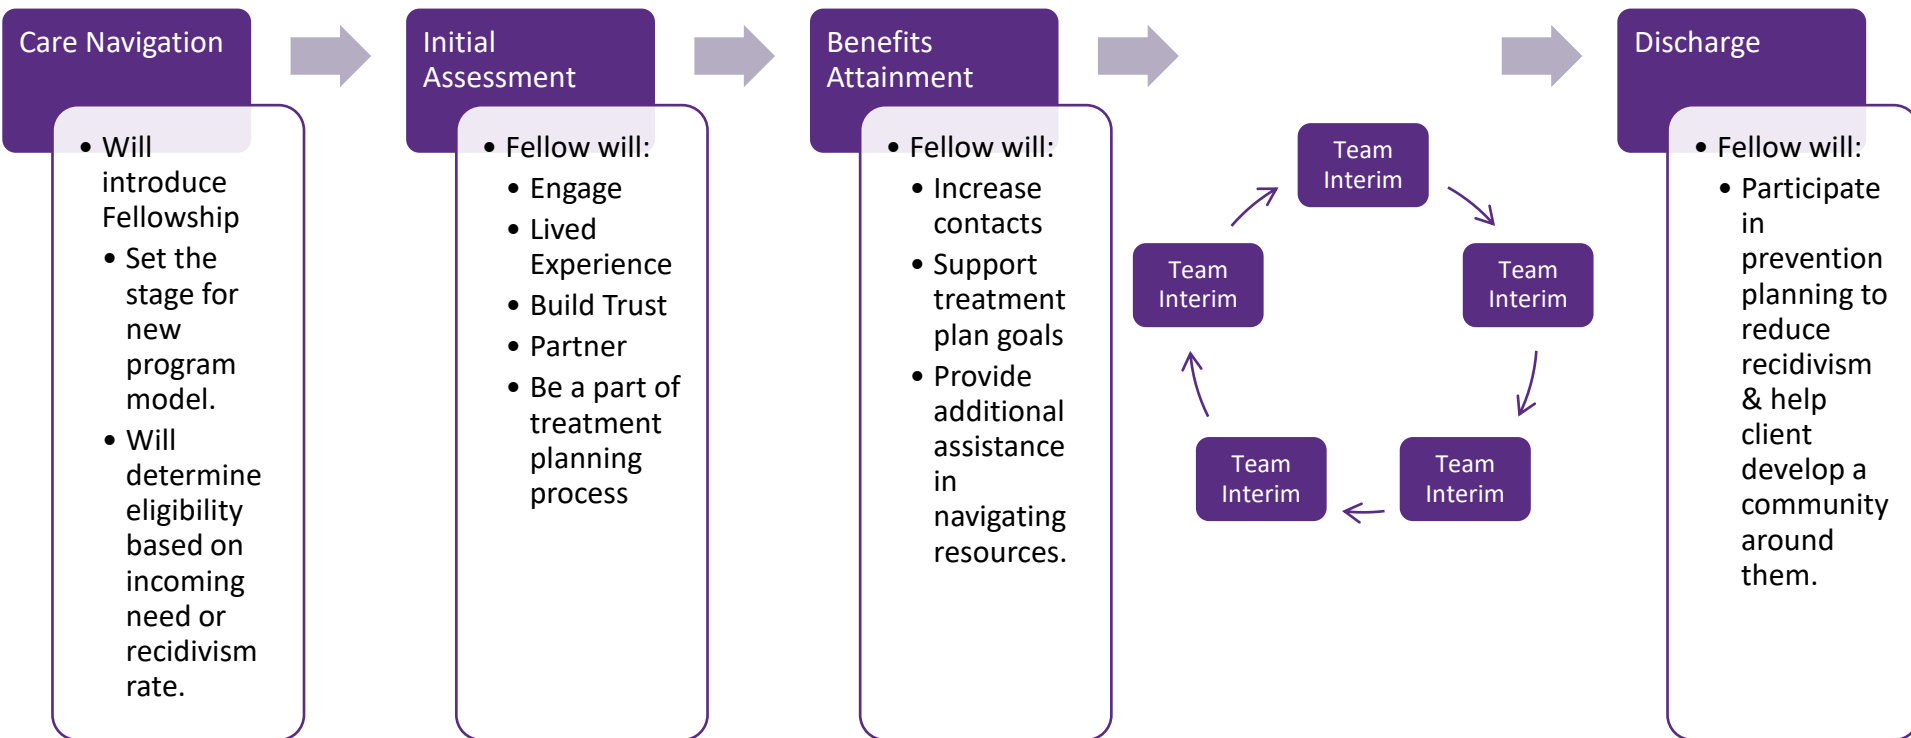 Care Navigation
• Will
introduce
Fellowship
• Set the
stage for
new
program
model.
• Will
determine
eligibility
based on
incoming
need or
recidivism
rate.
Initial
Assessment
• Fellow will:
• Engage
• Lived
Experience
• Build Trust
• Partner
• Be a part of
treatment
planning
process
Benefits
Attainment
• Fellow will:
• Increase
contacts
• Support
treatment
plan goals
• Provide
additional
assistance
in
navigating
resources.
Team
Interim
Team
Interim
Team
Interim
Team
Interim
Team
Interim
Discharge
• Fellow will:
• Participate
in
prevention
planning to
reduce
recidivism
& help
client
develop a
community
around
them.